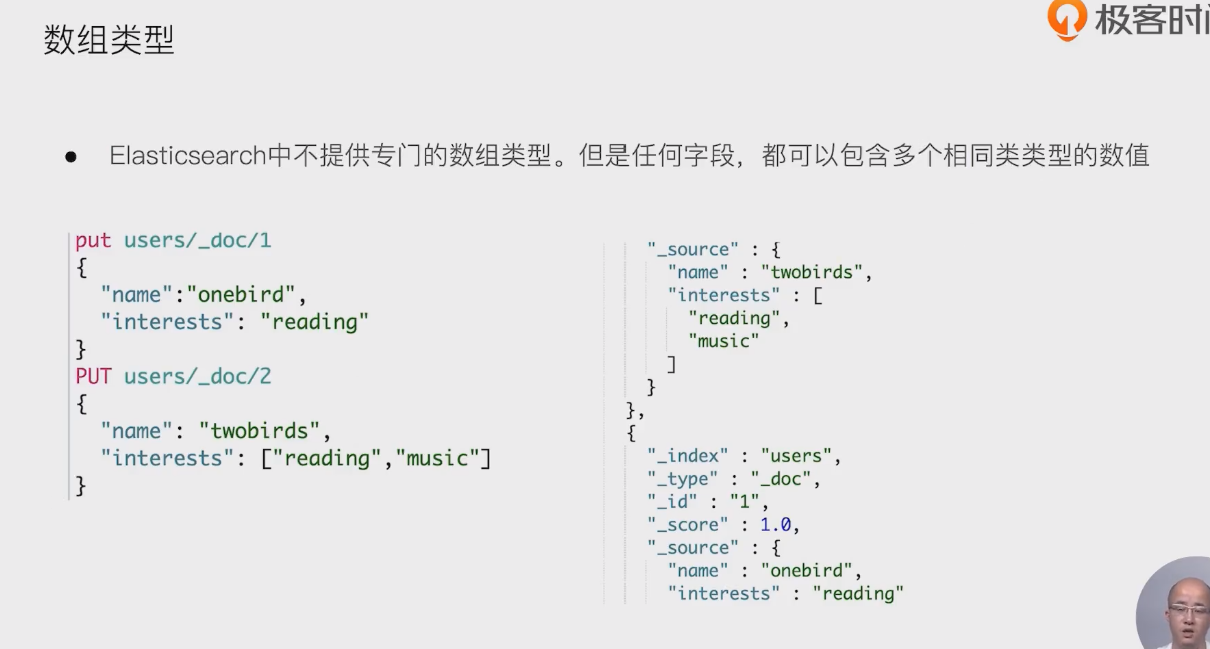 数组类型
极客时间
● Elasticsearch中不提供专门的数组类型。但是任何字段，都可以包含多个相同类类型的数值
put users/_doc/1
{
"name":"onebird",
"interests": "reading"
}
PUT users/_doc/2
{
"name": "twobirds",
"interests": ["reading","music"]
}
"_source" : {
"name" : "twobirds",
"interests" : [
"reading",
"music"
]
}
},
{
"_index" : "users",
"_type" : "_doc",
"_id" : "1",
"_score" : 1.0,
"_source" : {
"name" : "onebird",
"interests" : "reading"